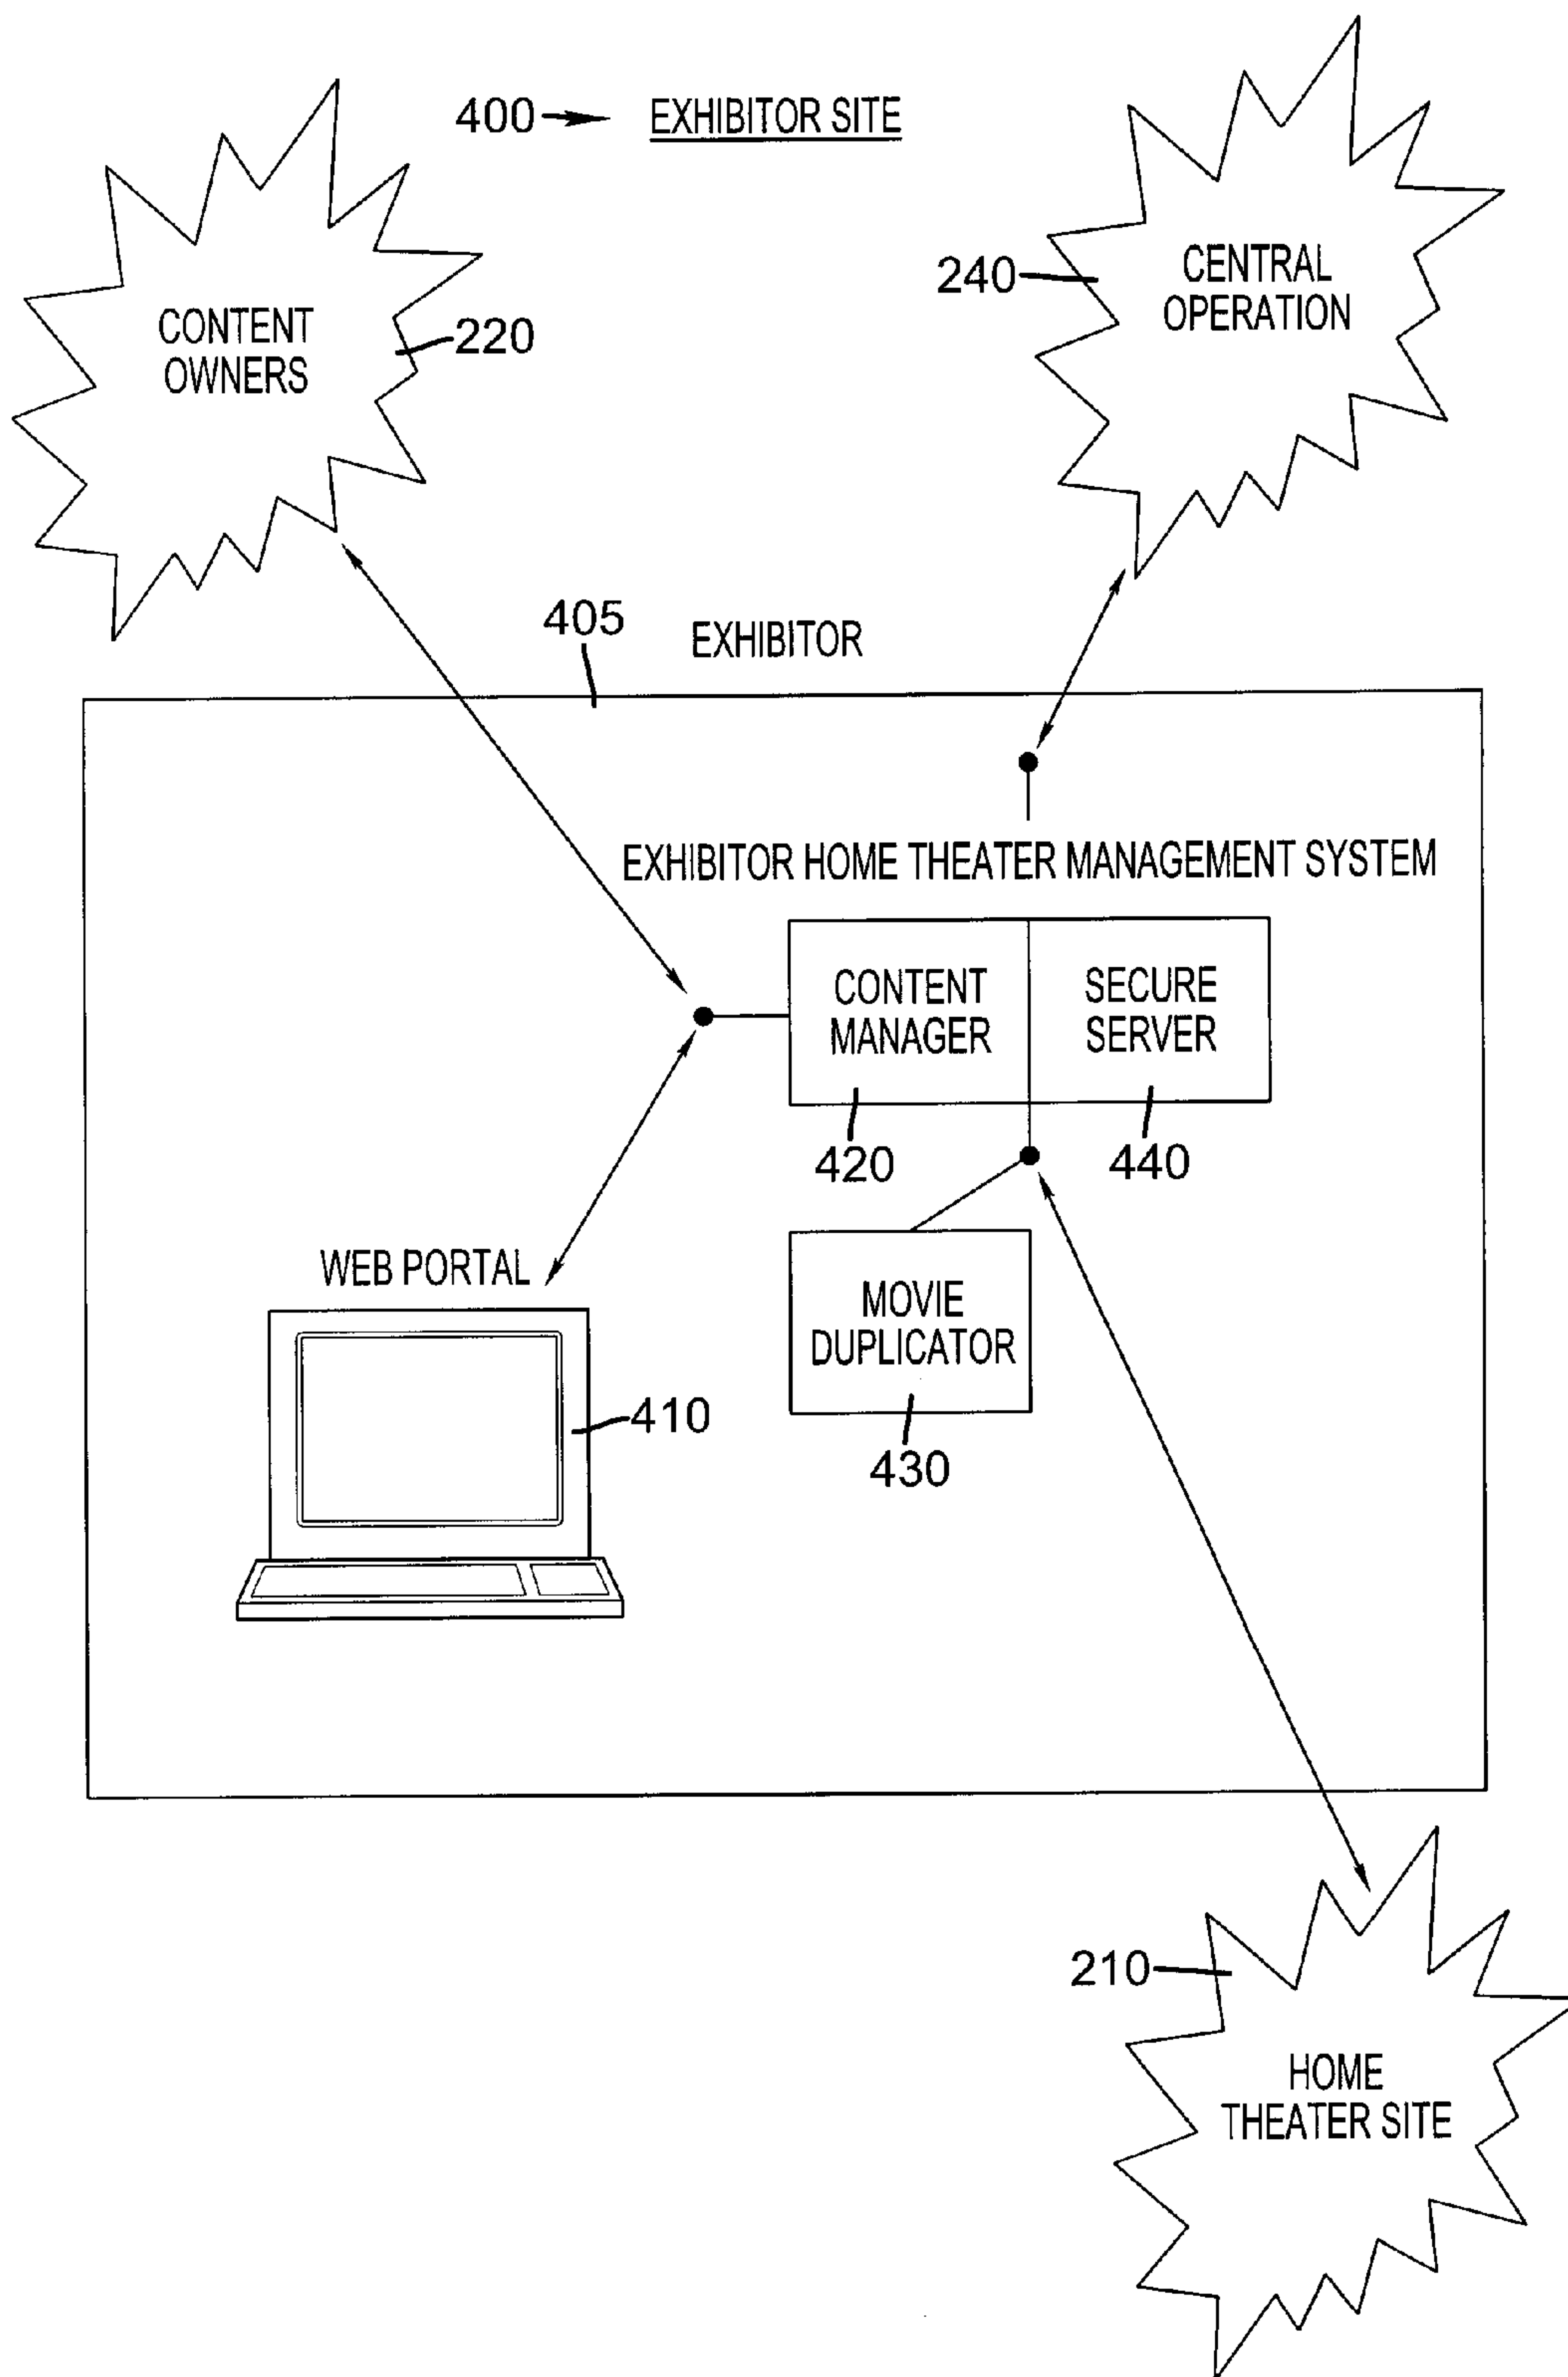 400 EXHIBITOR SITE
CONTENT
OWNERS
220
240
CENTRAL
OPERATION
405
EXHIBITOR
EXHIBITOR HOME THEATER MANAGEMENT SYSTEM
CONTENT
MANAGER
SECURE
SERVER
420
440
WEB PORTAL
MOVIE
DUPLICATOR
410
430
210
HOME
THEATER SITE